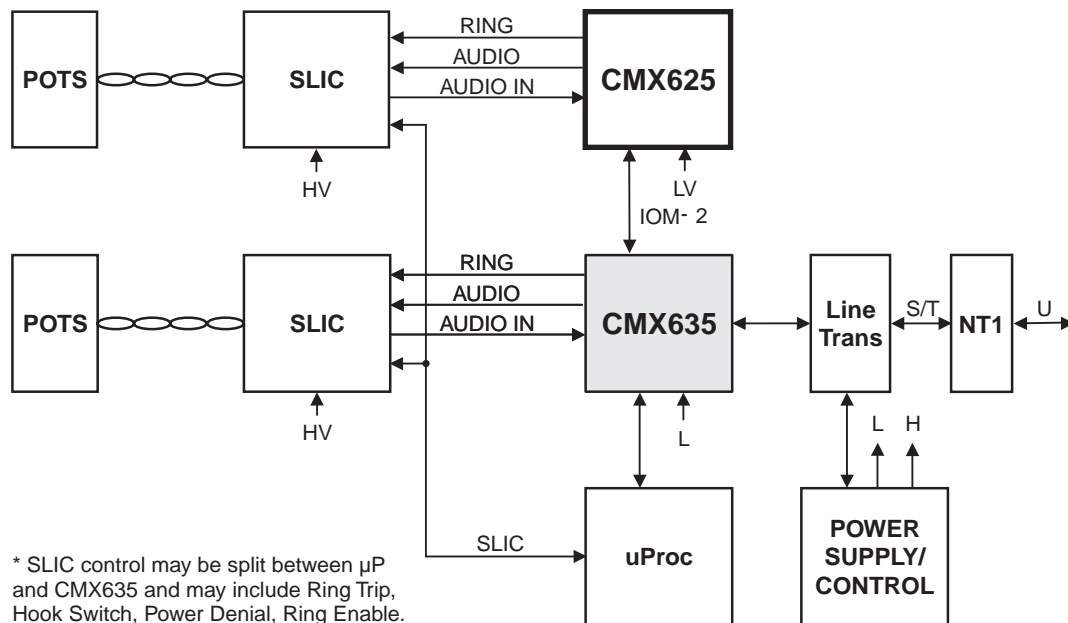 RING
AUDIO
AUDIO IN
POTS
SLIC
CMX625
HV
LV
IOM- 2
RING
AUDIO
AUDIO IN
POTS
SLIC
CMX635
Line
Trans
S/T
NT1
U
HV
L
L
H
SLIC
uProc
POWER
SUPPLY/
CONTROL
* SLIC control may be split between µP
and CMX635 and may include Ring Trip,
Hook Switch, Power Denial, Ring Enable.